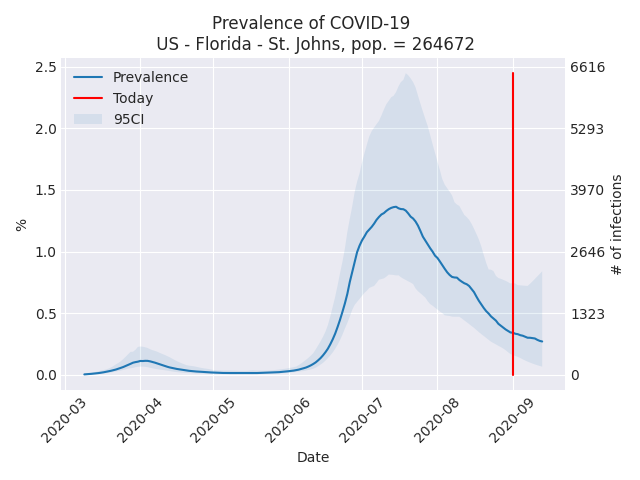 Prevalence of COVID-19
US - Florida - St. Johns, pop. = 264672
Prevalence
Today
95CI
2.5
2.0
1.5
1.0
0.5
0.0
%
6616
5293
3970
2646
1323
0
# of infections
2020-03
2020-04
2020-05
2020-06
2020-07
2020-08
2020-09
Date